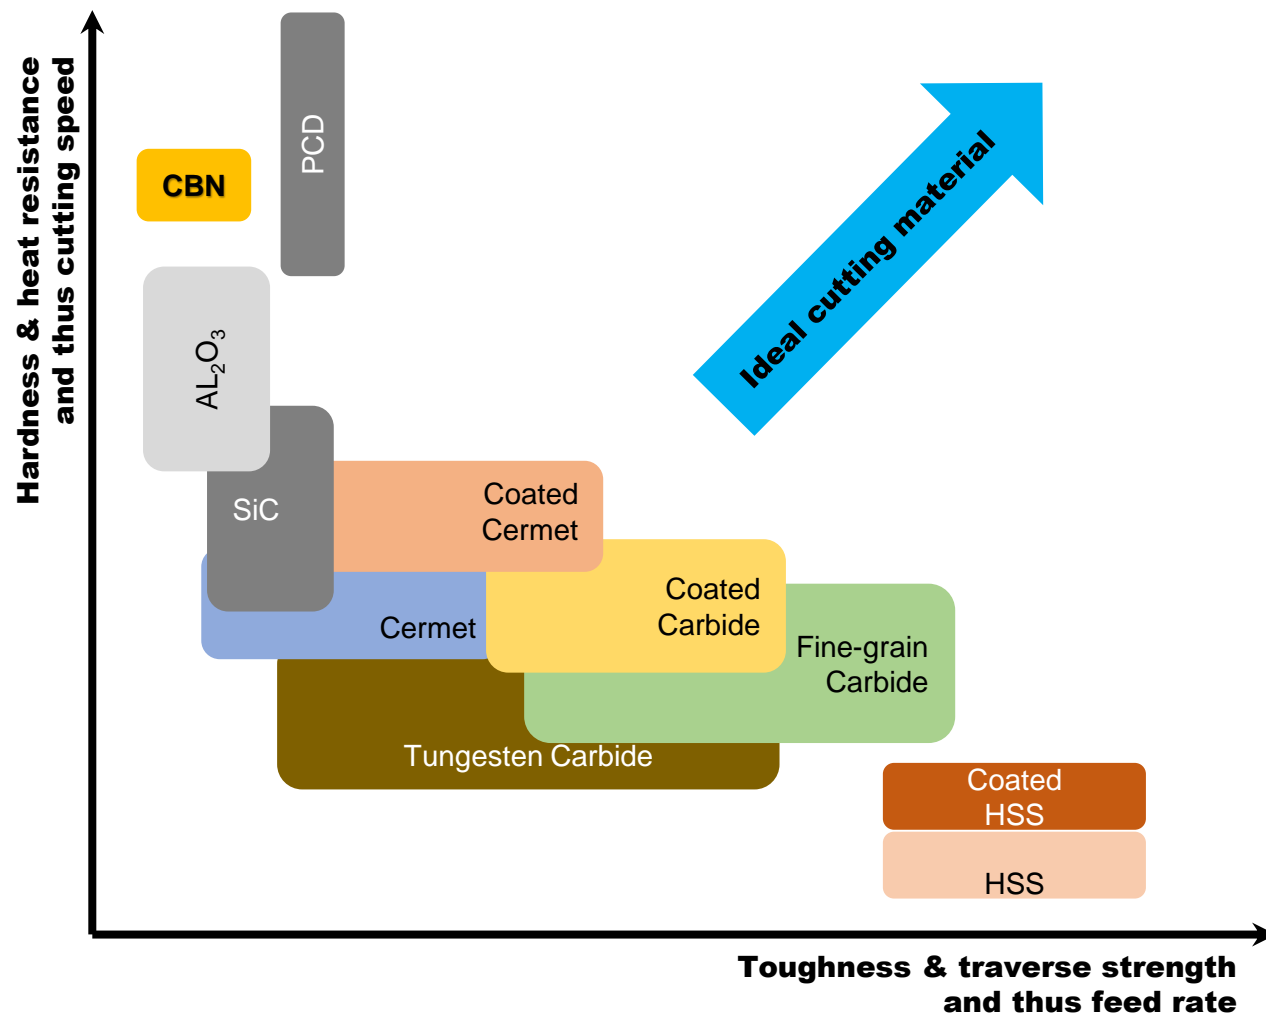 Hardness & heat resistance
and thus cutting speed
PCD
CBN
AL₂O₃
Ideal cutting material
SiC
Coated
Cermet
Coated
Carbide
Cermet
Fine-grain
Carbide
Tungesten Carbide
Coated
HSS
HSS
Toughness & traverse strength
and thus feed rate